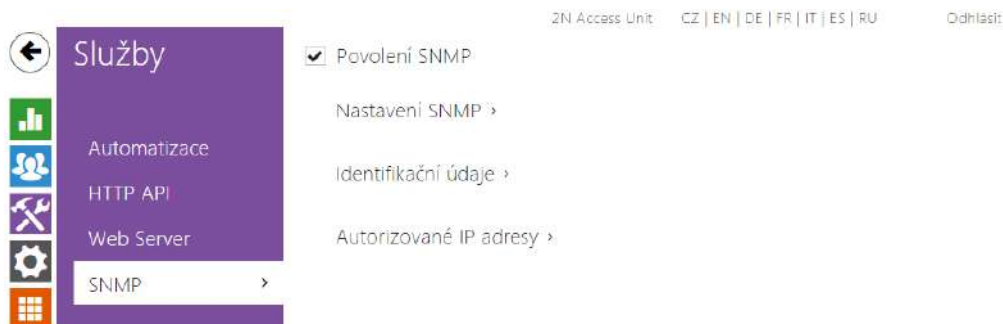 2N Access Unit CZ | EN | DE | FR | IT | ES | RU Odhlásit
Služby
Povolení SNMP
Nastavení SNMP ›
Automatizace
Identifikační údaje ›
HTTP API
Web Server
Autorizované IP adresy ›
SNMP ›